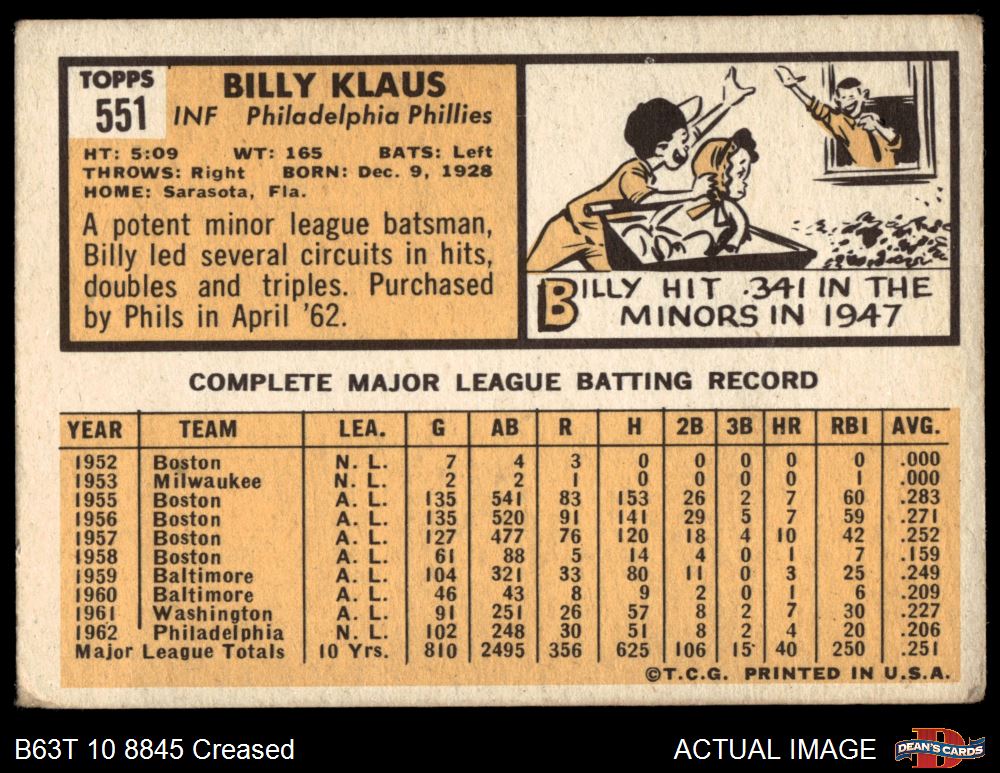 TOPPS
551
BILLY KLAUS
INF Philadelphia Phillies
HT: 5:09 WT: 165 BATS: Left
THROWS: Right BORN: Dec. 9, 1928
HOME: Sarasota, Fla.
A potent minor league batsman,
Billy led several circuits in hits,
doubles and triples. Purchased
by Phils in April '62.
BILLY HIT .341 IN THE
MINORS IN 1947
COMPLETE MAJOR LEAGUE BATTING RECORD
YEAR TEAM LEA. G AB R H 2B 3B HR RBI AVG.
1952 Boston N. L. 7 4 3 0 0 0 0 0 .000
1953 Milwaukee N. L. 2 2 1 0 0 0 0 1 .000
1955 Boston A. L. 135 541 83 153 26 2 7 60 .283
1956 Boston A. L. 135 520 91 141 29 5 7 59 .271
1957 Boston A. L. 127 477 76 120 18 4 10 42 .252
1958 Boston A. L. 61 88 5 14 4 0 1 7 .159
1959 Baltimore A. L. 104 321 33 80 11 0 3 25 .249
1960 Baltimore A. L. 46 43 8 9 2 0 1 6 .209
1961 Washington A. L. 91 251 26 57 8 2 7 30 .227
1962 Philadelphia N. L. 102 248 30 51 8 2 4 20 .206
Major League Totals 10 Yrs. 810 2495 356 625 106 15 40 250 .251
©T.C.G. PRINTED IN U.S.A.
B63T 10 8845 Creased
ACTUAL IMAGE
DEAN'S CARDS